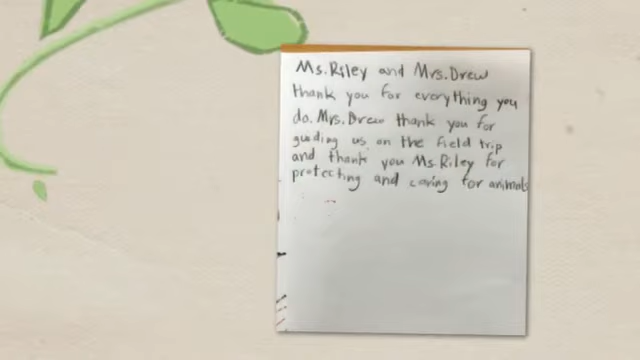 Ms. Riley and Mrs. Drew
thank you for everything you
do. Mrs. Drew thank you for
guiding us on the field trip
and thank you Ms. Riley for
protecting and caring for animals